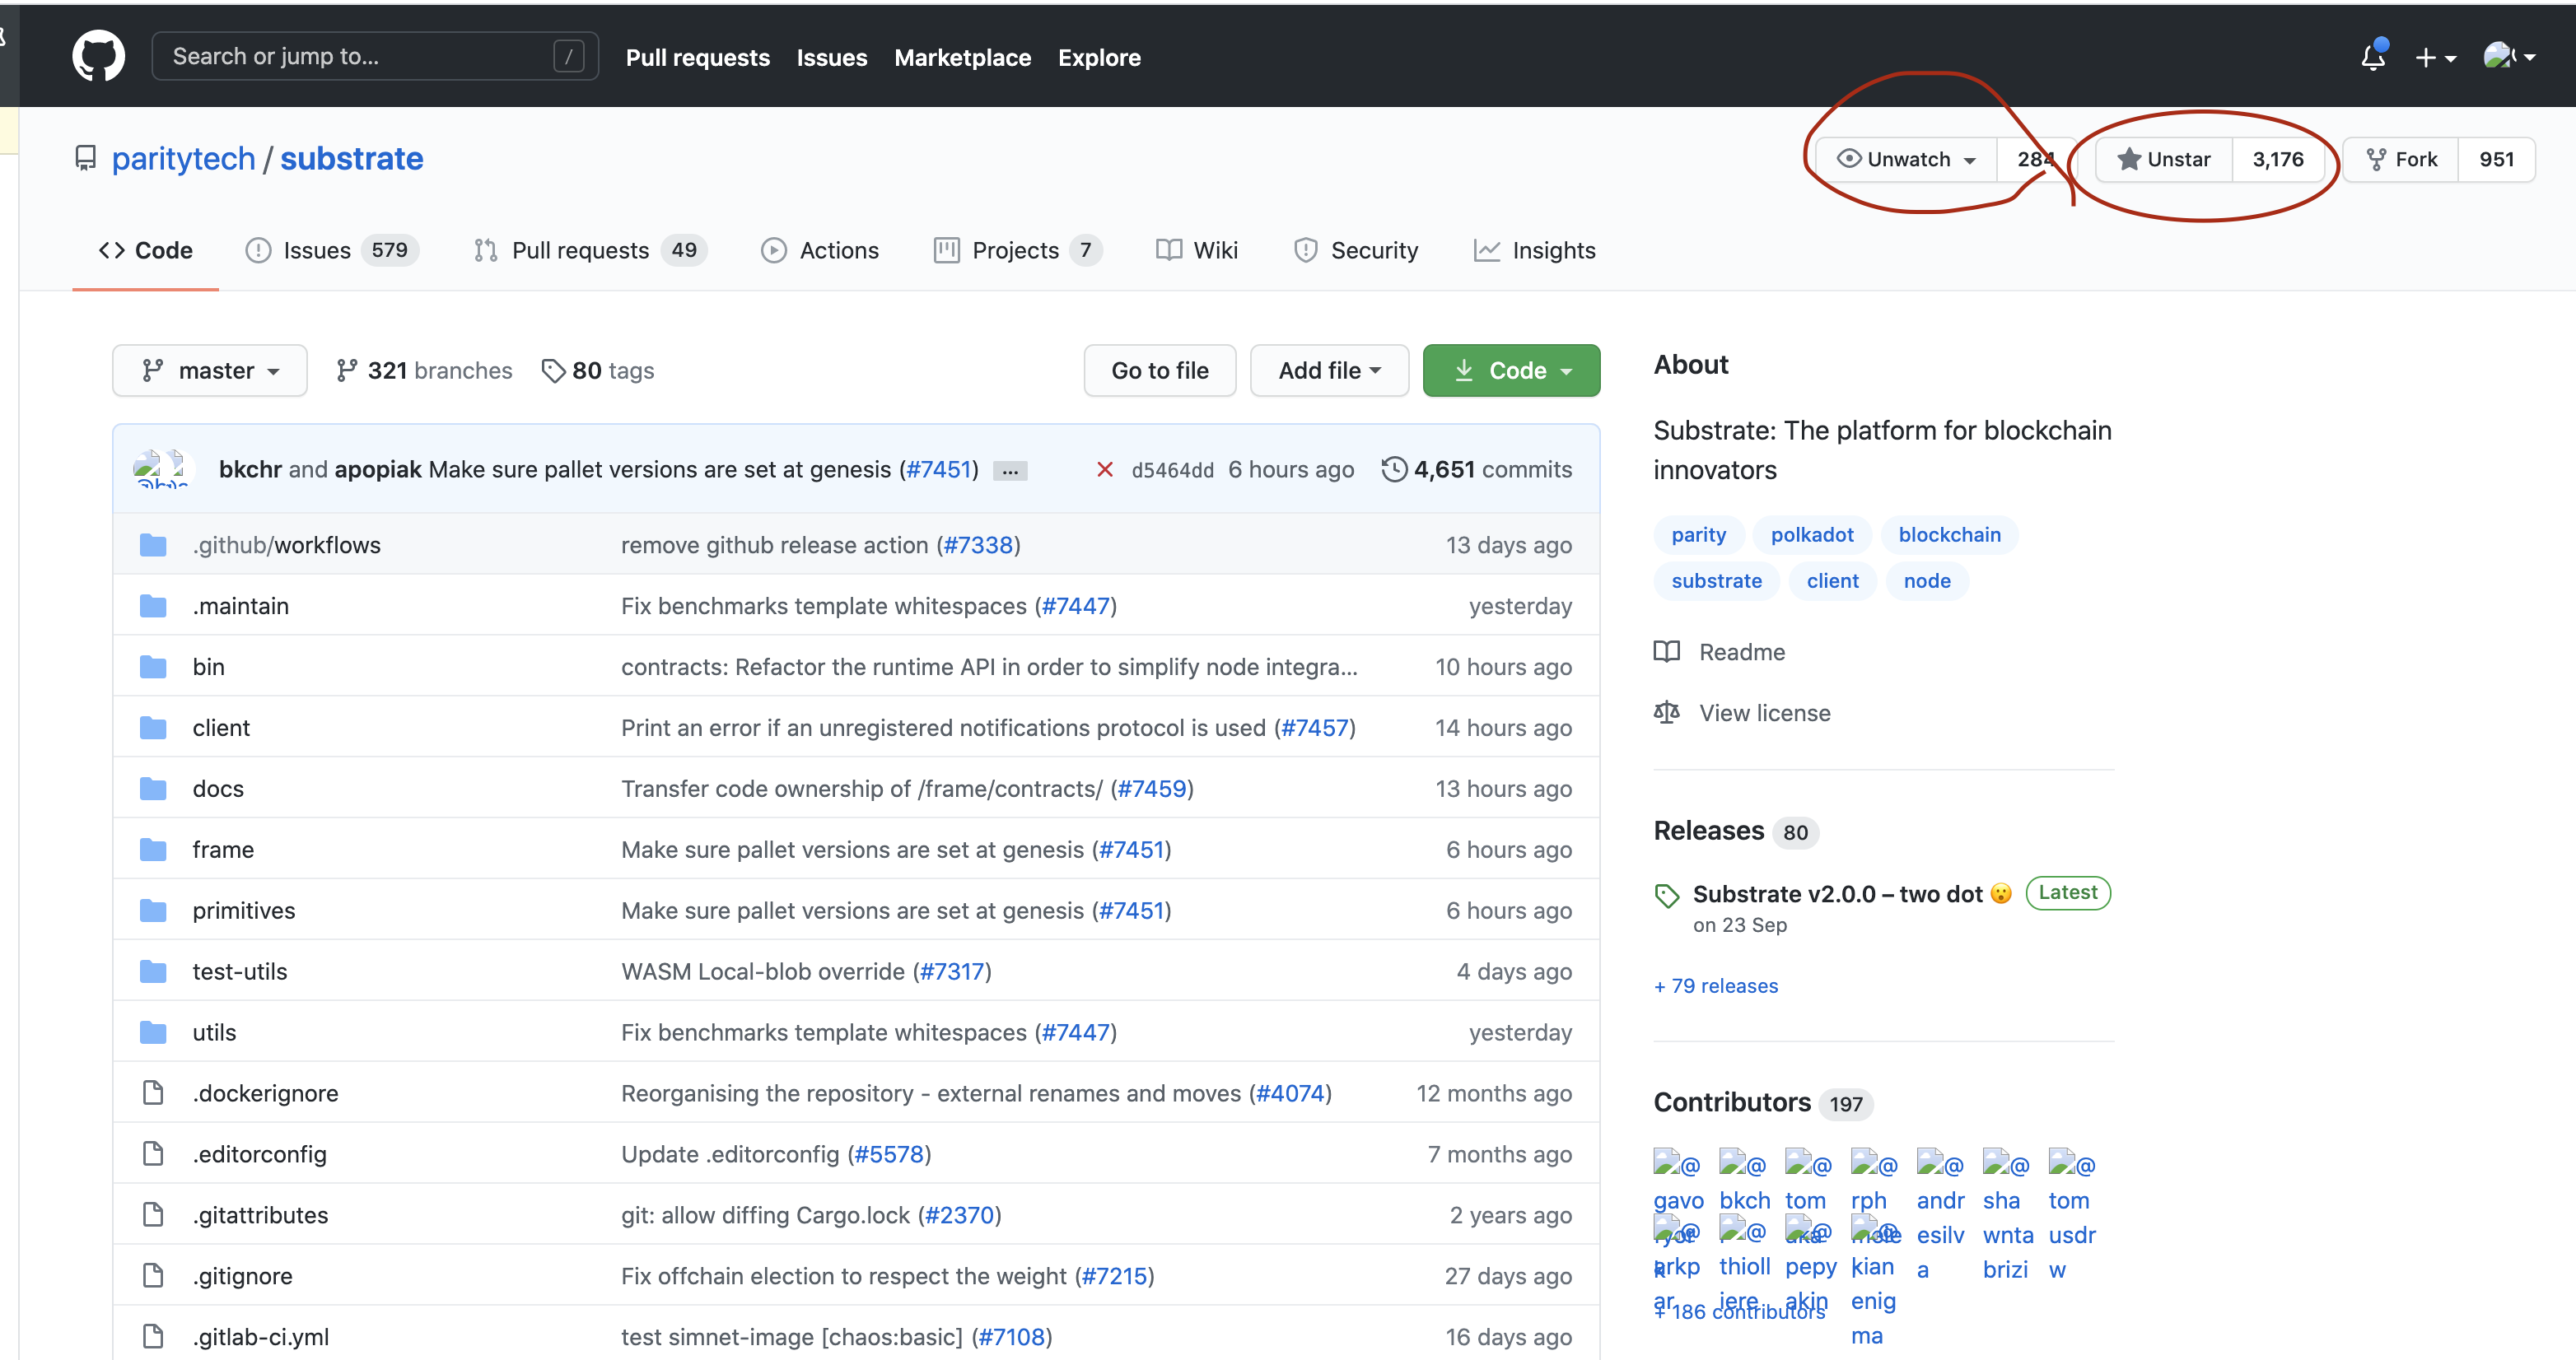 Search or jump to... /
Pull requests Issues Marketplace Explore
paritytech / substrate
Unwatch 284 Unstar 3,176 Fork 951
Code Issues 579 Pull requests 49 Actions Projects 7 Wiki Security Insights
master 321 branches 80 tags Go to file Add file Code
bkchr and apopiak Make sure pallet versions are set at genesis (#7451) ... d5464dd 6 hours ago 4,651 commits
.github/workflows remove github release action (#7338) 13 days ago
.maintain Fix benchmarks template whitespaces (#7447) yesterday
bin contracts: Refactor the runtime API in order to simplify node integra... 10 hours ago
client Print an error if an unregistered notifications protocol is used (#7457) 14 hours ago
docs Transfer code ownership of /frame/contracts/ (#7459) 13 hours ago
frame Make sure pallet versions are set at genesis (#7451) 6 hours ago
primitives Make sure pallet versions are set at genesis (#7451) 6 hours ago
test-utils WASM Local-blob override (#7317) 4 days ago
utils Fix benchmarks template whitespaces (#7447) yesterday
.dockerignore Reorganising the repository - external renames and moves (#4074) 12 months ago
.editorconfig Update .editorconfig (#5578) 7 months ago
.gitattributes git: allow diffing Cargo.lock (#2370) 2 years ago
.gitignore Fix offchain election to respect the weight (#7215) 27 days ago
.gitlab-ci.yml test simnet-image [chaos:basic] (#7108) 16 days ago
About
Substrate: The platform for blockchain
innovators
parity polkadot blockchain
substrate client node
Readme
View license
Releases 80
Substrate v2.0.0 – two dot 😮 Latest
on 23 Sep
+ 79 releases
Contributors 197
@ @ @ @ @ @ @
gavo bkch tom rph andr sha tom
@ @ @ @ esilv wnta usdr
arkp thioll pepy kian a brizi w
ar iere akin enig
+ 186 contributors
ma